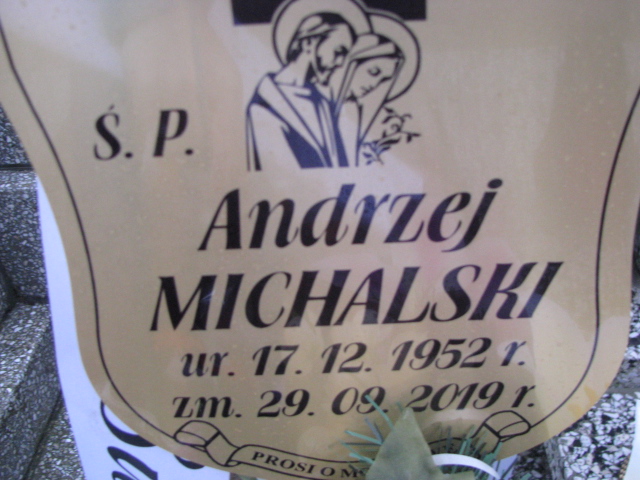 Ś. P.
Andrzej
MICHALSKI
ur. 17. 12. 1952 r.
zm. 29. 09. 2019 r.
PROSI O